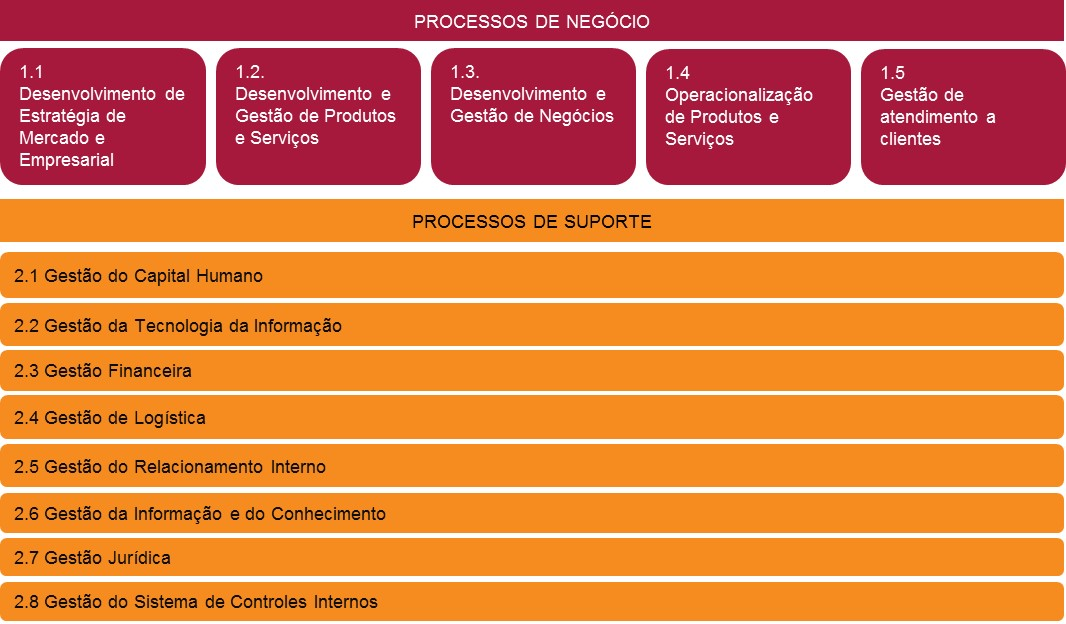 PROCESSOS DE NEGÓCIO
1.1
Desenvolvimento de
Estratégia de
Mercado e
Empresarial
1.2.
Desenvolvimento e
Gestão de Produtos
e Serviços
1.3.
Desenvolvimento e
Gestão de Negócios
1.4
Operacionalização
de Produtos e
Serviços
1.5
Gestão de
atendimento a
clientes
PROCESSOS DE SUPORTE
2.1 Gestão do Capital Humano
2.2 Gestão da Tecnologia da Informação
2.3 Gestão Financeira
2.4 Gestão de Logística
2.5 Gestão do Relacionamento Interno
2.6 Gestão da Informação e do Conhecimento
2.7 Gestão Jurídica
2.8 Gestão do Sistema de Controles Internos